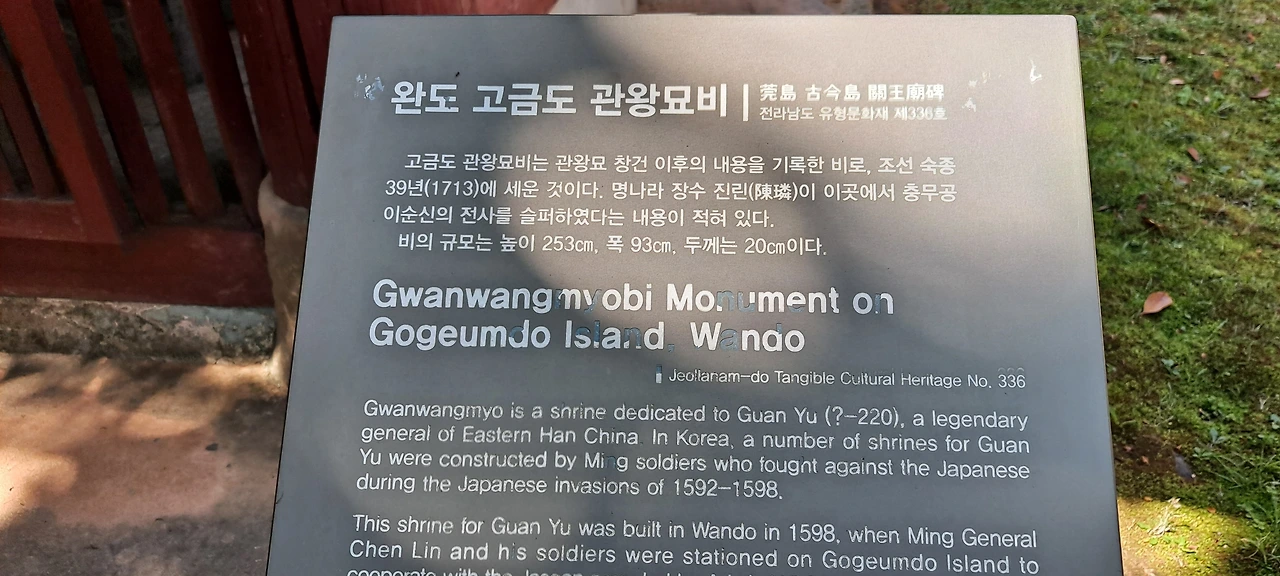 완도 고금도 관왕묘비 | 莞島 古今島 關王廟碑
전라남도 유형문화재 제336호
고금도 관왕묘비는 관왕묘 창건 이후의 내용을 기록한 비로, 조선 숙종
39년(1713)에 세운 것이다. 명나라 장수 진린(陳璘)이 이곳에서 충무공
이순신의 전사를 슬퍼하였다는 내용이 적혀 있다.
비의 규모는 높이 253cm, 폭 93cm, 두께는 20cm이다.
Gwanwangmyobi Monument on
Gogeumdo Island, Wando
Jeollanam-do Tangible Cultural Heritage No. 336
Gwanwangmyo is a shrine dedicated to Guan Yu (?-220), a legendary
general of Eastern Han China. In Korea, a number of shrines for Guan
Yu were constructed by Ming soldiers who fought against the Japanese
during the Japanese invasions of 1592-1598.
This shrine for Guan Yu was built in Wando in 1598, when Ming General
Chen Lin and his soldiers were stationed on Gogeumdo Island to
cooperate with the